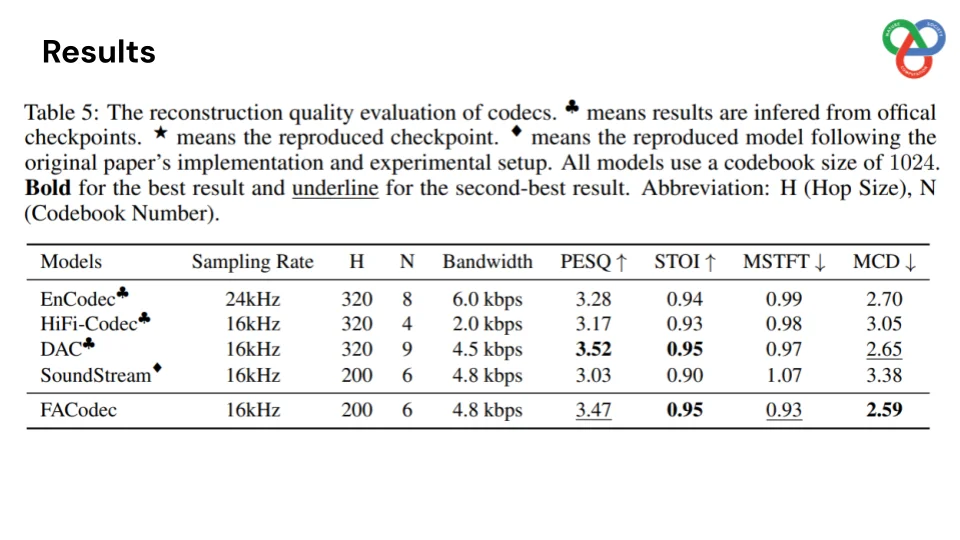 Results
NATURE
SOCIETY
COMPUTATION
Table 5: The reconstruction quality evaluation of codecs. ♣ means results are infered from offical
checkpoints. ★ means the reproduced checkpoint. ♦ means the reproduced model following the
original paper's implementation and experimental setup. All models use a codebook size of 1024.
Bold for the best result and underline for the second-best result. Abbreviation: H (Hop Size), N
(Codebook Number).
Models Sampling Rate H N Bandwidth PESQ ↑ STOI ↑ MSTFT ↓ MCD ↓
EnCodec♣ 24kHz 320 8 6.0 kbps 3.28 0.94 0.99 2.70
HiFi-Codec♣ 16kHz 320 4 2.0 kbps 3.17 0.93 0.98 3.05
DAC♣ 16kHz 320 9 4.5 kbps 3.52 0.95 0.97 2.65
SoundStream♦ 16kHz 200 6 4.8 kbps 3.03 0.90 1.07 3.38
FACodec 16kHz 200 6 4.8 kbps 3.47 0.95 0.93 2.59